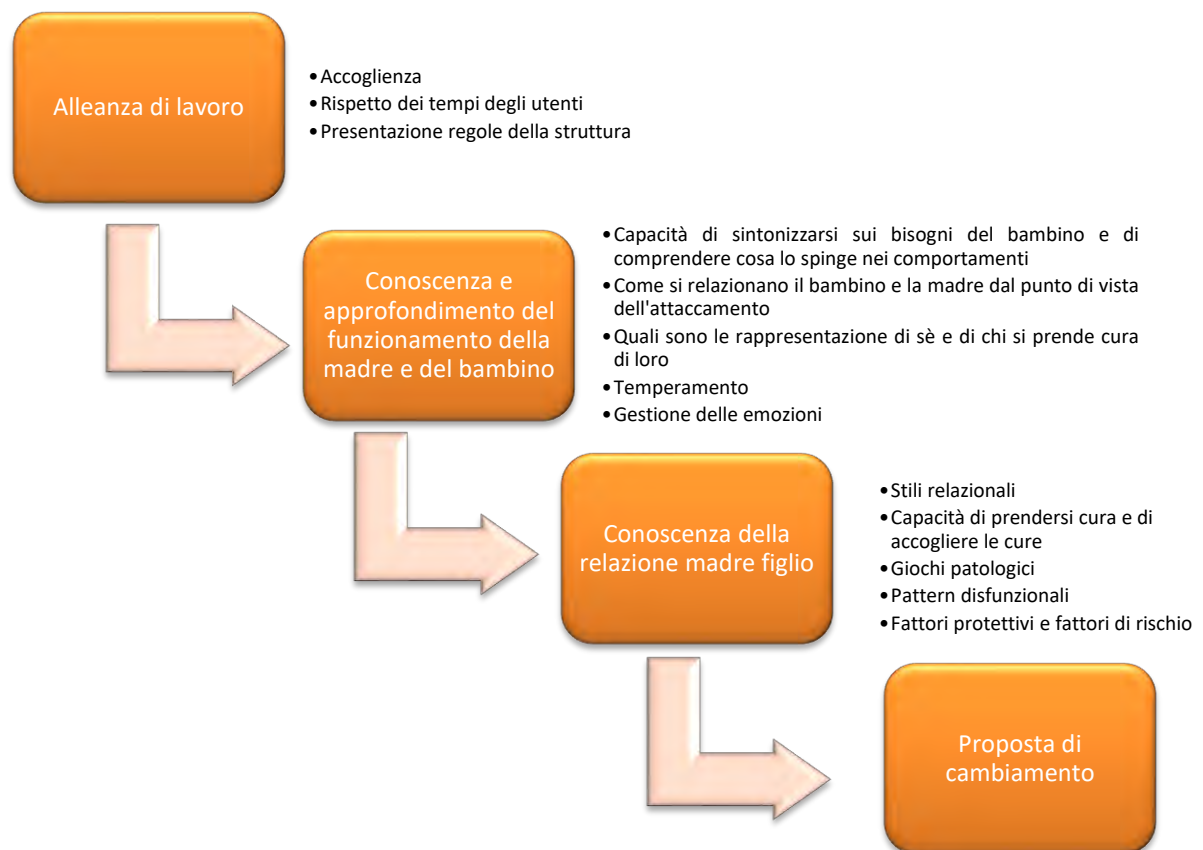 Alleanza di lavoro
•Accoglienza
•Rispetto dei tempi degli utenti
•Presentazione regole della struttura
Conoscenza e
approfondimento del
funzionamento della
madre e del bambino
•Capacità di sintonizzarsi sui bisogni del bambino e di
comprendere cosa lo spinge nei comportamenti
•Come si relazionano il bambino e la madre dal punto di vista
dell'attaccamento
•Quali sono le rappresentazione di sè e di chi si prende cura
di loro
•Temperamento
•Gestione delle emozioni
Conoscenza della
relazione madre figlio
•Stili relazionali
•Capacità di prendersi cura e di
accogliere le cure
•Giochi patologici
•Pattern disfunzionali
•Fattori protettivi e fattori di rischio
Proposta di
cambiamento